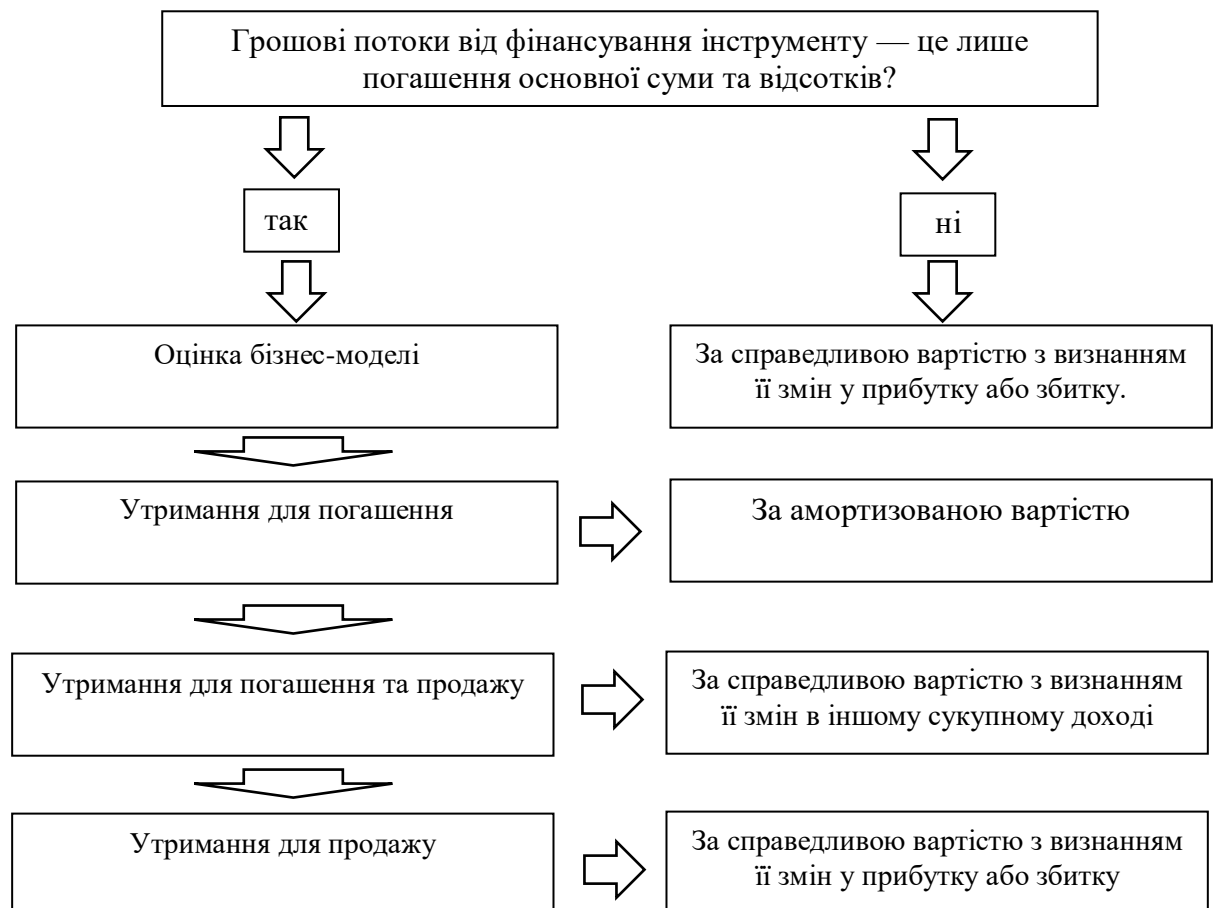 Грошові потоки від фінансування інструменту — це лише
погашення основної суми та відсотків?
так
ні
Оцінка бізнес-моделі
За справедливою вартістю з визнанням
її змін у прибутку або збитку.
Утримання для погашення
За амортизованою вартістю
Утримання для погашення та продажу
За справедливою вартістю з визнанням
її змін в іншому сукупному доході
Утримання для продажу
За справедливою вартістю з визнанням
її змін у прибутку або збитку